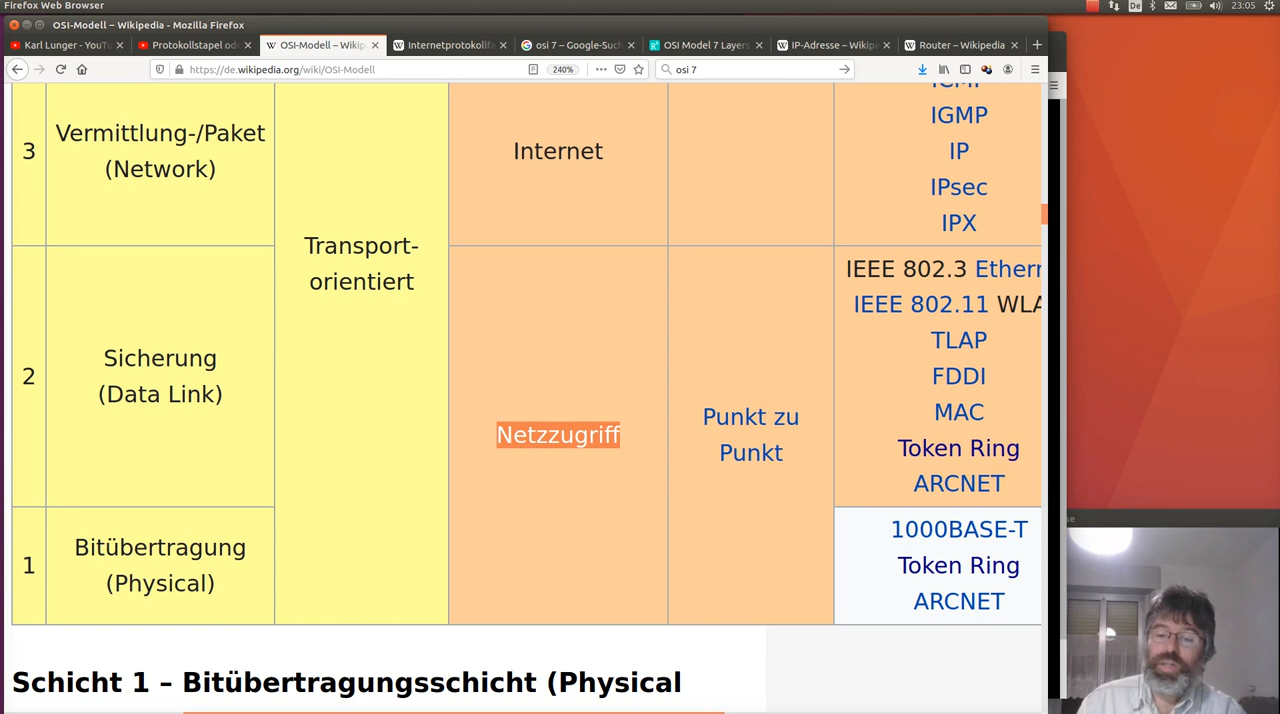 Firefox Web Browser
De
23:05
OSI-Modell – Wikipedia - Mozilla Firefox
Karl Lunger - YouTu
Protokollstapel ode
OSI-Modell – Wikip
Internetprotokollfa
osi 7 – Google-Such
OSI Model 7 Layers
IP-Adresse – Wikipe
Router – Wikipedia
https://de.wikipedia.org/wiki/OSI-Modell
240%
osi 7
3
Vermittlung-/Paket
(Network)
Internet
ICMP
IGMP
IP
IPsec
IPX
Transport-
orientiert
2
Sicherung
(Data Link)
Netzzugriff
Punkt zu
Punkt
IEEE 802.3 Ethern
IEEE 802.11 WLA
TLAP
FDDI
MAC
Token Ring
ARCNET
1
Bitübertragung
(Physical)
1000BASE-T
Token Ring
ARCNET
Schicht 1 – Bitübertragungsschicht (Physical